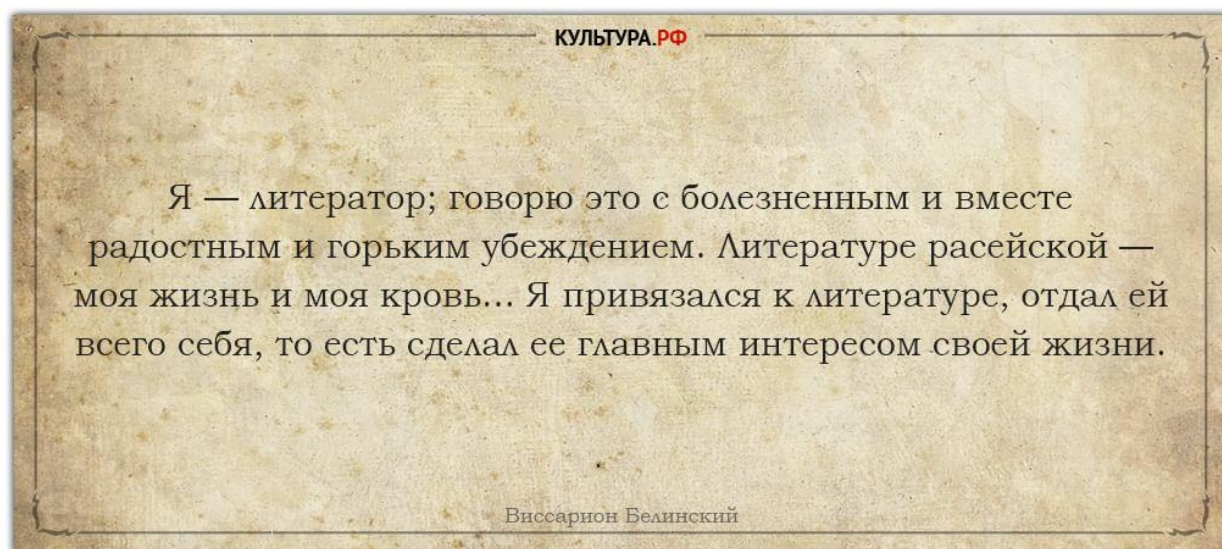 КУЛЬТУРА.РФ
Я — литератор; говорю это с болезненным и вместе
радостным и горьким убеждением. Литературе расейской —
моя жизнь и моя кровь... Я привязался к литературе, отдал ей
всего себя, то есть сделал ее главным интересом своей жизни.
Виссарион Белинский